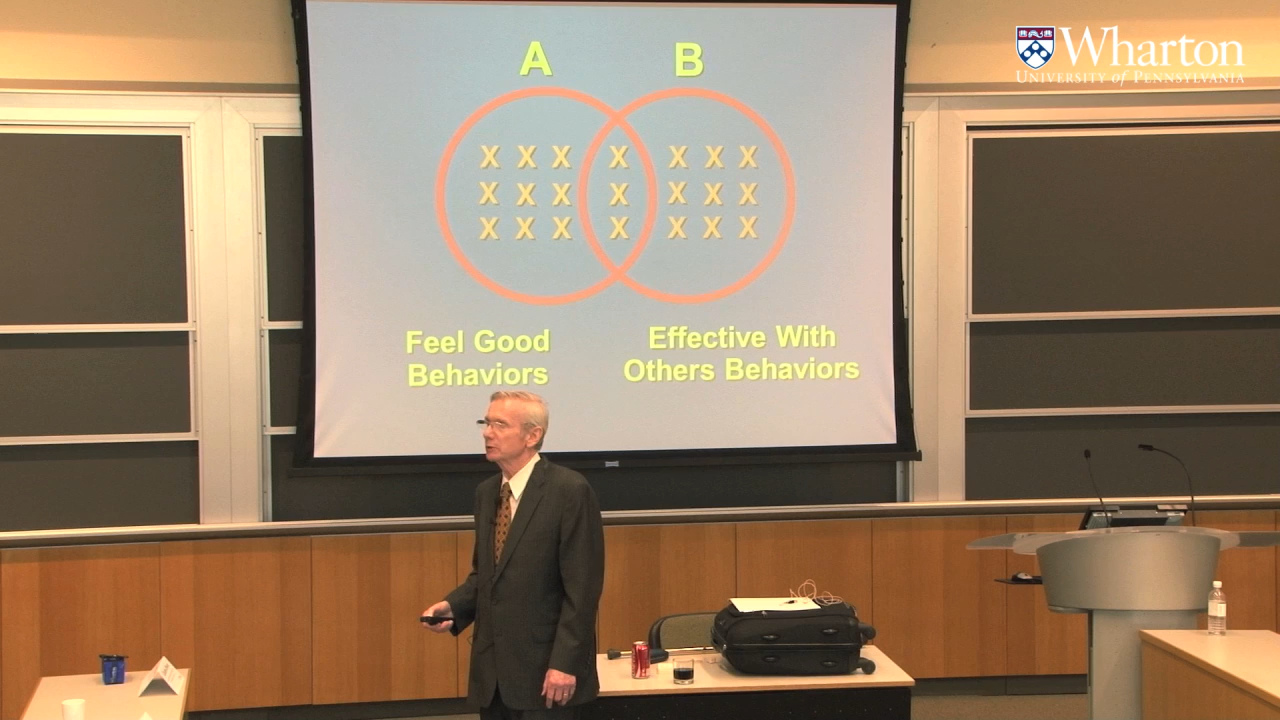 A B
Wharton
UNIVERSITY of PENNSYLVANIA
X X X X X X X
X X X X X X X
X X X X X X X
Feel Good
Behaviors
Effective With
Others Behaviors